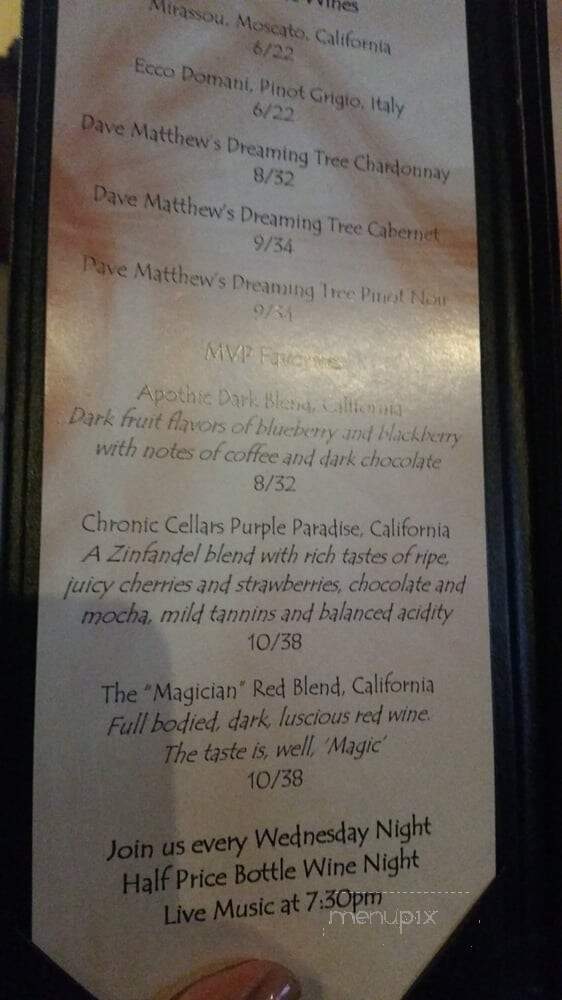 Wines
Mirassou, Moscato, California
6/22
Ecco Domani, Pinot Grigio, Italy
6/22
Dave Matthew's Dreaming Tree Chardonnay
8/32
Dave Matthew's Dreaming Tree Cabernet
9/34
Dave Matthew's Dreaming Tree Pinot Noir
9/34
MVP Favorites
Apothic Dark Blend, California
Dark fruit flavors of blueberry and blackberry
with notes of coffee and dark chocolate
8/32
Chronic Cellars Purple Paradise, California
A Zinfandel blend with rich tastes of ripe,
juicy cherries and strawberries, chocolate and
mocha, mild tannins and balanced acidity
10/38
The "Magician" Red Blend, California
Full bodied, dark, luscious red wine.
The taste is, well, 'Magic'
10/38
Join us every Wednesday Night
Half Price Bottle Wine Night
Live Music at 7:30pm
menupix